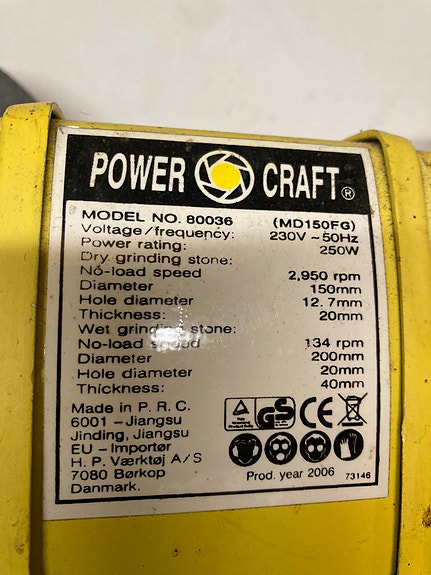 POWER CRAFT ®
MODEL NO. 80036 (MD150FG)
Voltage/frequency: 230V ~ 50Hz
Power rating: 250W
Dry grinding stone:
No-load speed 2,950 rpm
Diameter 150mm
Hole diameter 12.7mm
Thickness: 20mm
Wet grinding stone:
No-load speed 134 rpm
Diameter 200mm
Hole diameter 20mm
Thickness: 40mm
Made in P. R. C.
6001 - Jiangsu
Jinding, Jiangsu
EU - Importør
H. P. Værktøj A/S
7080 Børkop
Danmark.
TÜV GS CE
Prod. year 2006 73146